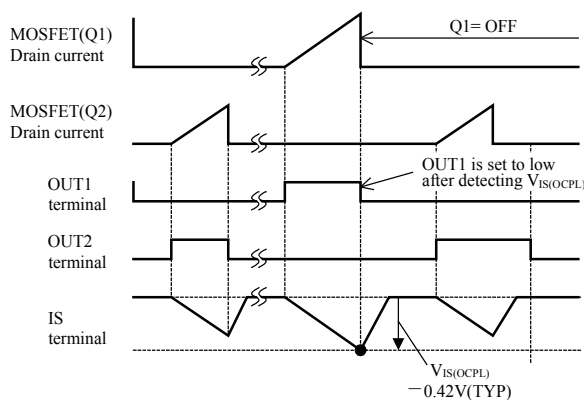 MOSFET(Q1)
Drain current
Q1= OFF
MOSFET(Q2)
Drain current
OUT1 is set to low
after detecting VIS(OCPL)
OUT1
terminal
OUT2
terminal
IS
terminal
VIS(OCPL)
−0.42V(TYP)